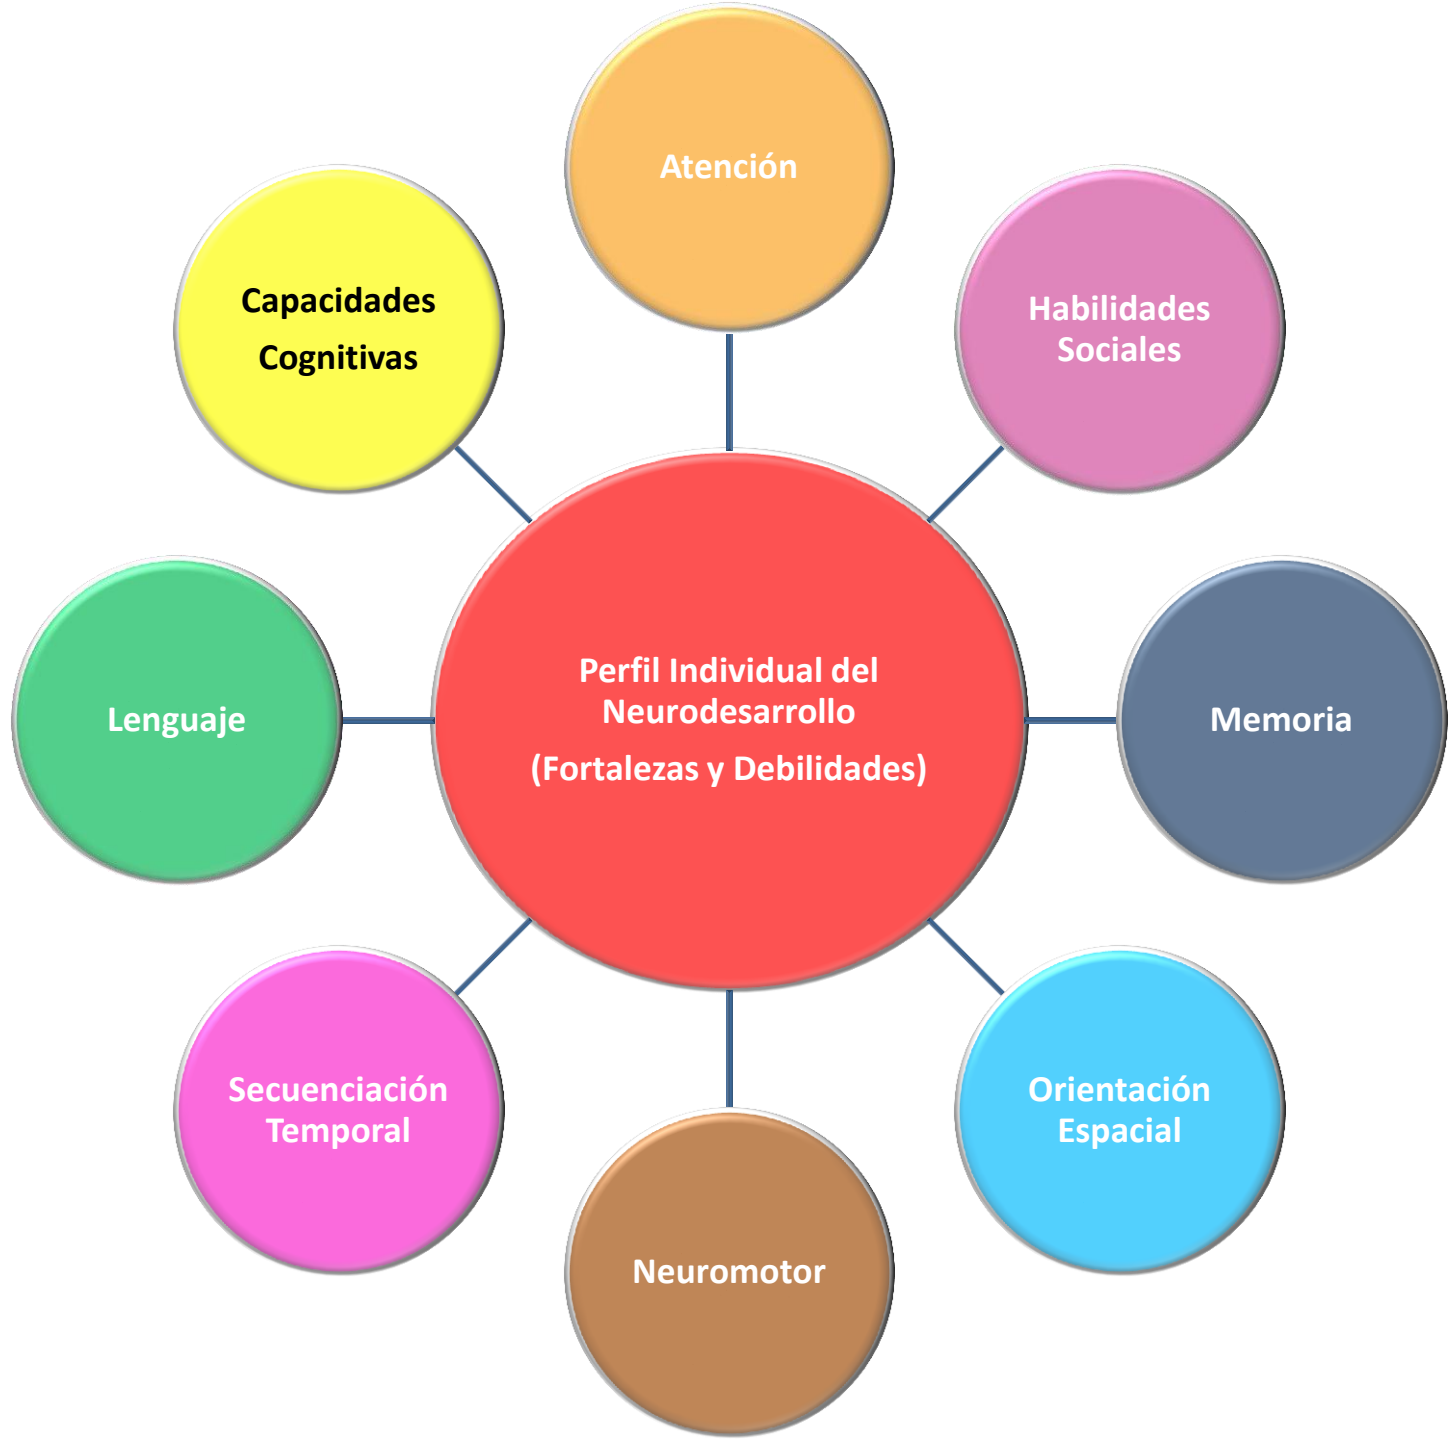 Atención
Capacidades
Cognitivas
Habilidades
Sociales
Perfil Individual del
Neurodesarrollo
(Fortalezas y Debilidades)
Lenguaje
Memoria
Secuenciación
Temporal
Orientación
Espacial
Neuromotor